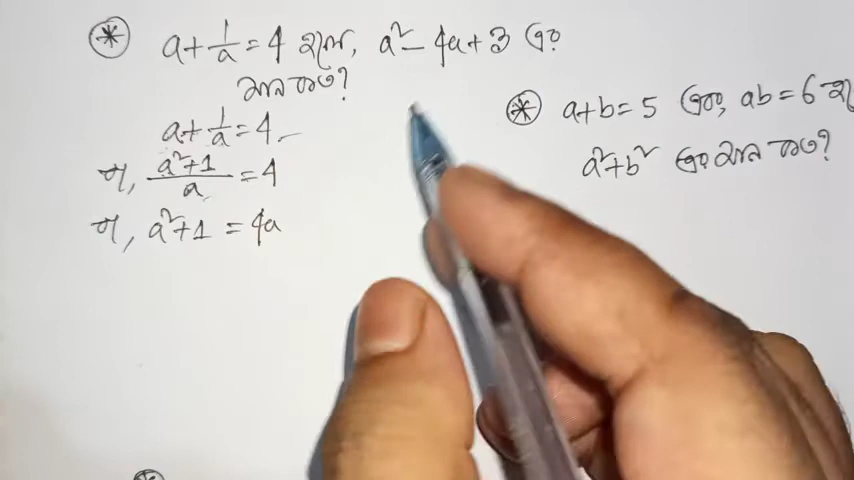 a + 1/a = 4 হলে, a² − 4a + 3 এর
মান কত?
a + 1/a = 4
বা, (a²+1)/a = 4
বা, a²+1 = 4a
a+b = 5 এবং, ab = 6 হ
a²+b² এর মান কত?